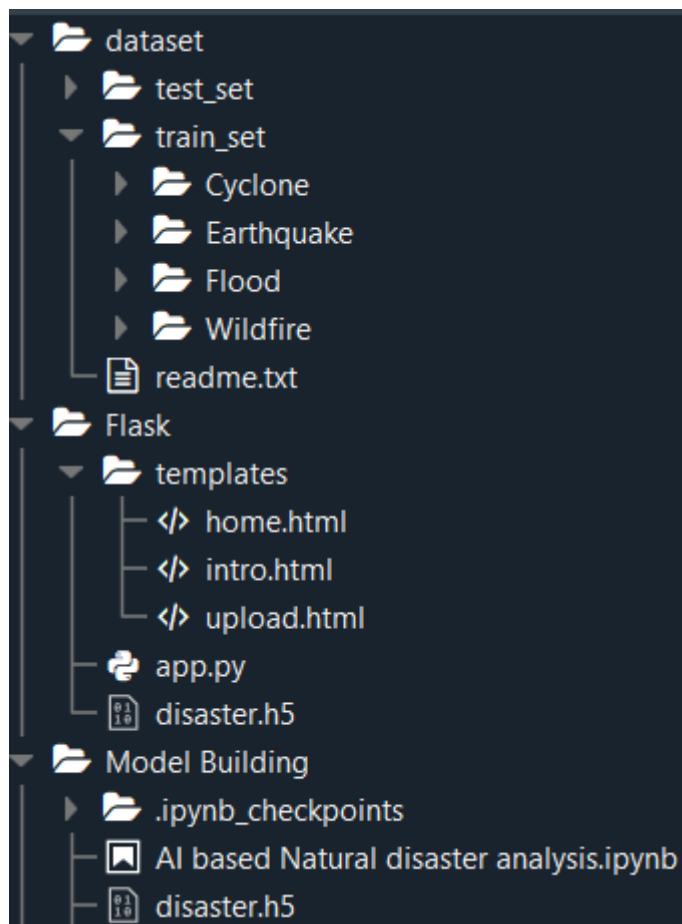 dataset
test_set
train_set
Cyclone
Earthquake
Flood
Wildfire
readme.txt
Flask
templates
</> home.html
</> intro.html
</> upload.html
app.py
disaster.h5
Model Building
.ipynb_checkpoints
AI based Natural disaster analysis.ipynb
disaster.h5